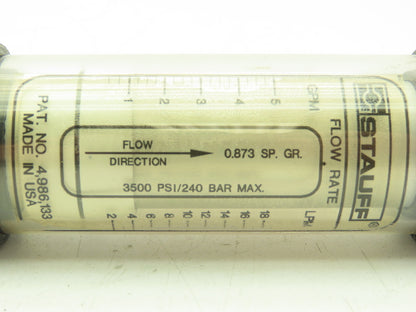 STAUFF®
FLOW RATE
GPM
1 2 3 4 5
FLOW
DIRECTION
0.873 SP. GR.
3500 PSI/240 BAR MAX.
2 4 6 8 10 12 14 16 18
LPM
PAT. NO. 4,986,133
MADE IN USA